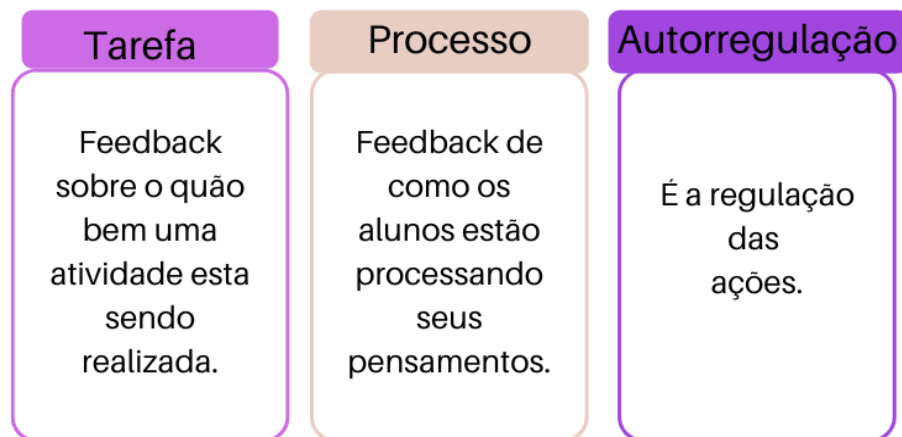 Tarefa
Feedback
sobre o quão
bem uma
atividade esta
sendo
realizada.
Processo
Feedback de
como os
alunos estão
processando
seus
pensamentos.
Autorregulação
É a regulação
das
ações.